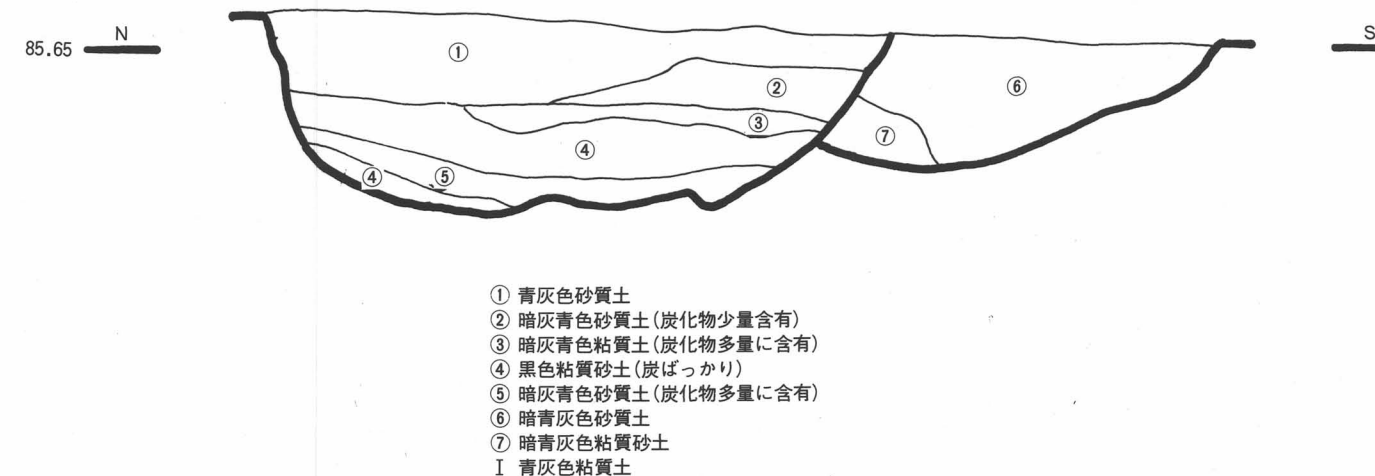 N
S
85.65
①
②
⑥
③
⑦
④
④
⑤
① 青灰色砂質土
② 暗灰青色砂質土(炭化物少量含有)
③ 暗灰青色粘質土(炭化物多量に含有)
④ 黒色粘質砂土(炭ばっかり)
⑤ 暗灰青色砂質土(炭化物多量に含有)
⑥ 暗青灰色砂質土
⑦ 暗青灰色粘質砂土
Ⅰ 青灰色粘質土